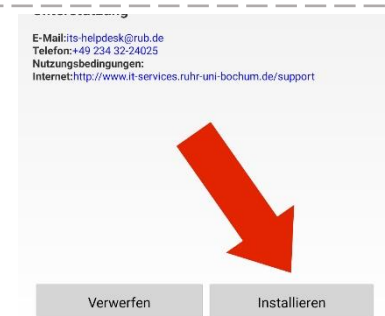 Unterstützung
E-Mail:its-helpdesk@rub.de
Telefon:+49 234 32-24025
Nutzungsbedingungen:
Internet:http://www.it-services.ruhr-uni-bochum.de/support
Verwerfen
Installieren